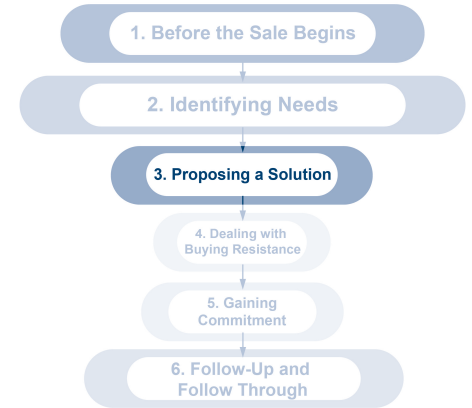 1. Before the Sale Begins
2. Identifying Needs
3. Proposing a Solution
4. Dealing with
Buying Resistance
5. Gaining
Commitment
6. Follow-Up and
Follow Through